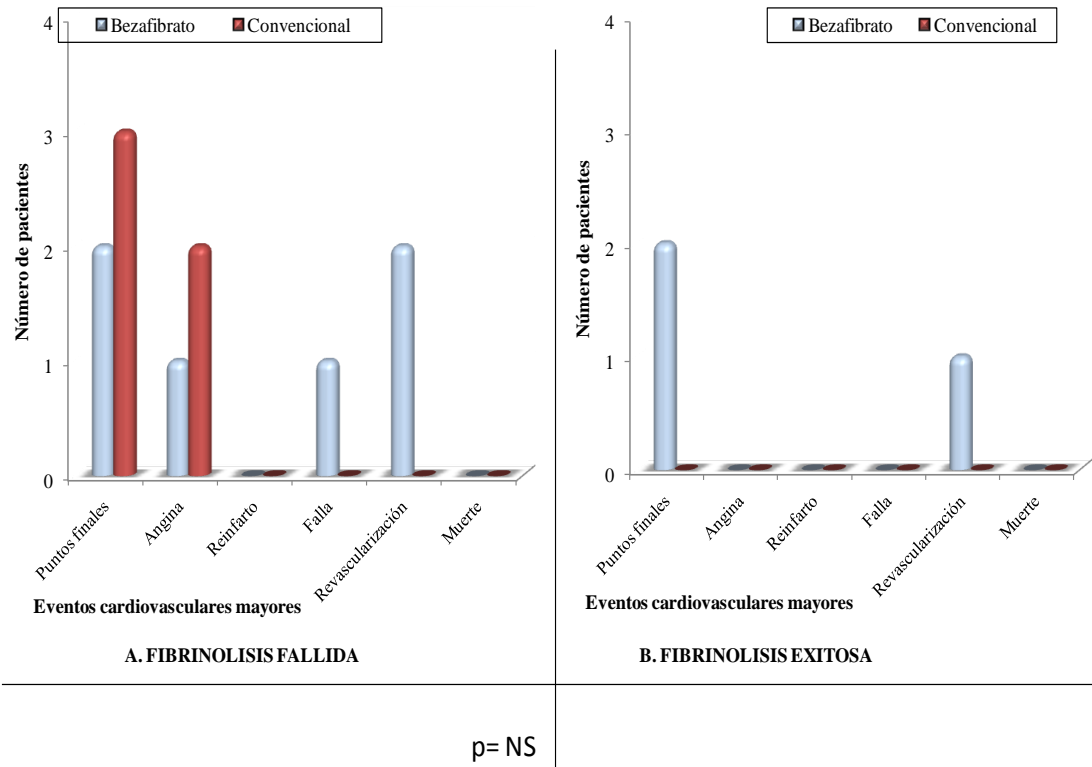 Bezafibrato Convencional
4
3
2
1
0
Número de pacientes
Puntos finales
Angina
Reinfarto
Falla
Revascularización
Muerte
Eventos cardiovasculares mayores
A. FIBRINOLISIS FALLIDA
Bezafibrato Convencional
4
3
2
1
0
Número de pacientes
Puntos finales
Angina
Reinfarto
Falla
Revascularización
Muerte
Eventos cardiovasculares mayores
B. FIBRINOLISIS EXITOSA
p= NS